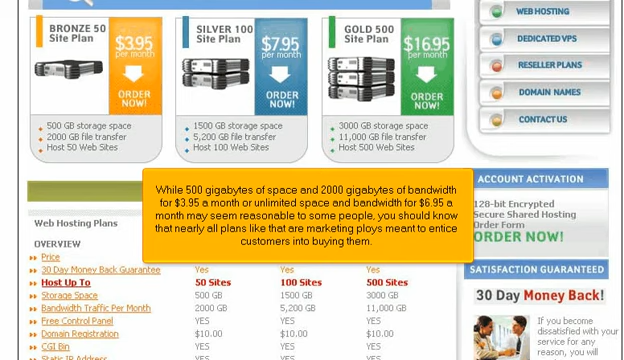 BRONZE 50
Site Plan
$3.95
per month
ORDER
NOW!
500 GB storage space
2000 GB file transfer
Host 50 Web Sites
SILVER 100
Site Plan
$7.95
per month
ORDER
NOW!
1500 GB storage space
5,200 GB transfer
Host 100 Web Sites
GOLD 500
Site Plan
$16.95
per month
ORDER
NOW!
3000 GB storage space
11,000 GB transfer
Host 500 Web Sites
WEB HOSTING
DEDICATED VPS
RESELLER PLANS
DOMAIN NAMES
CONTACT US
While 500 gigabytes of space and 2000 gigabytes of bandwidth
for $3.95 a month or unlimited space and bandwidth for $6.95 a
month may seem reasonable to some people, you should know
that nearly all plans like that are marketing ploys meant to entice
customers into buying them.
ACCOUNT ACTIVATION
128-bit Encrypted
Secure Shared Hosting
Order Form
ORDER NOW!
SATISFACTION GUARANTEED
30 Day Money Back!
If you become
dissatisfied with your
service for any
reason, you will
Web Hosting Plans
OVERVIEW
Price
30 Day Money Back Guarantee Yes Yes Yes
Host Up To 50 Sites 100 Sites 500 Sites
Storage Space 500 GB 1500 GB 3000 GB
Bandwidth Traffic Per Month 2000 GB 5,200 GB 11,000 GB
Free Control Panel YES YES YES
Domain Registration $10.00 $10.00 $10.00
CGI Bin YES YES YES
Static IP Address YES YES YES